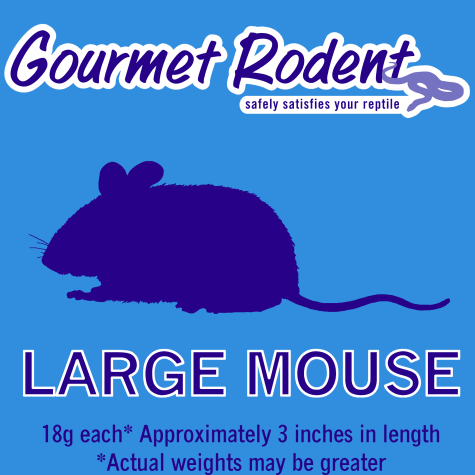 Gourmet Rodent
safely satisfies your reptile
LARGE MOUSE
18g each* Approximately 3 inches in length
*Actual weights may be greater